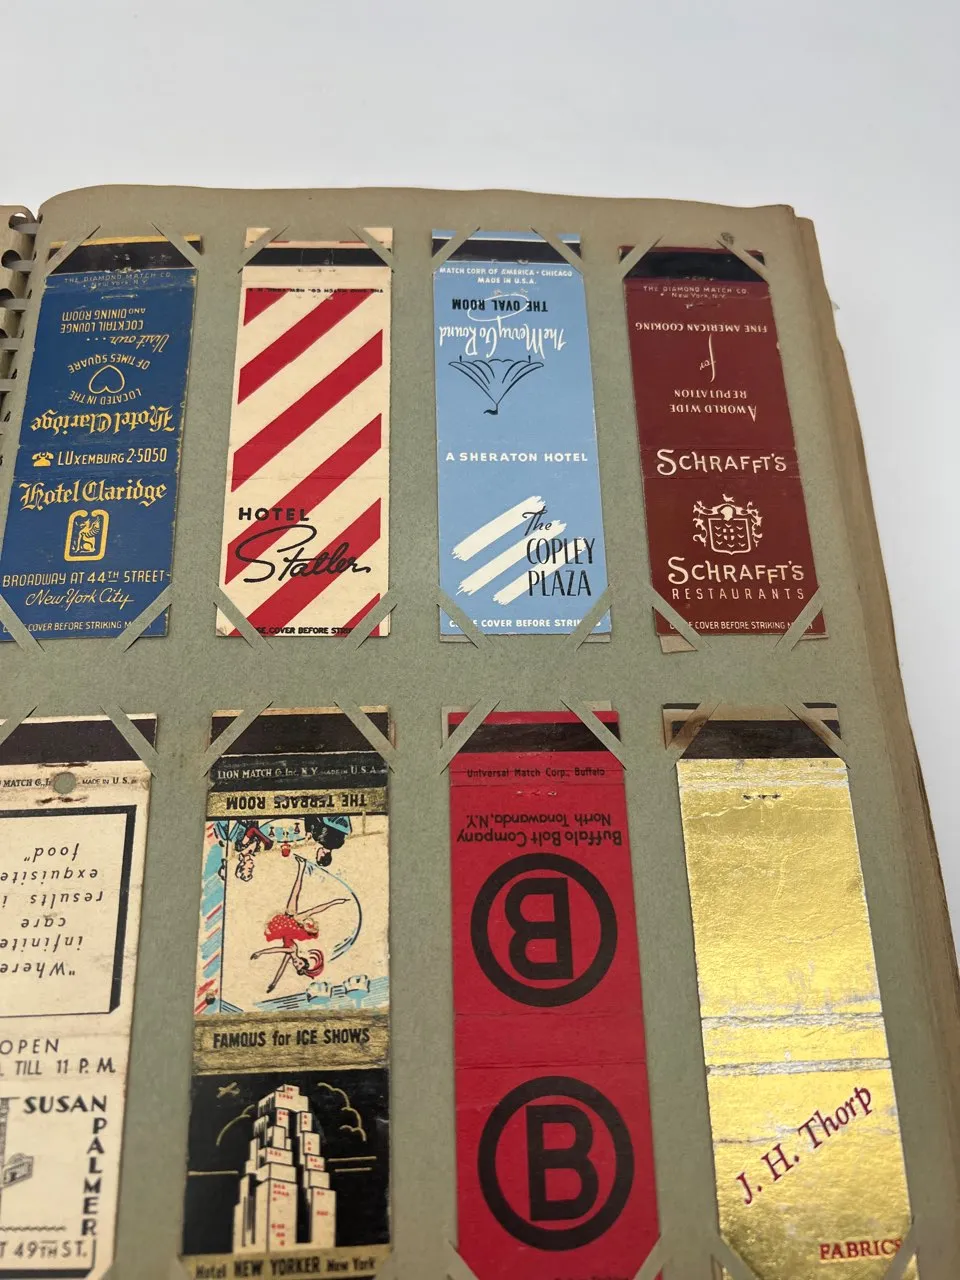 THE DIAMOND MATCH CO.
New York, N.Y.
Visit our....
COCKTAIL LOUNGE
AND
DINING ROOM
LOCATED IN THE
OF TIMES SQUARE
Hotel Claridge
LUXEMBURG 2-5050
Hotel Claridge
BROADWAY AT 44TH STREET-
New York City
COVER BEFORE STRIKING
HOTEL
Statler
COVER BEFORE
MATCH CORP. OF AMERICA • CHICAGO
MADE IN U.S.A.
The Merry Go Round
THE OVAL ROOM
A SHERATON HOTEL
The
COPLEY
PLAZA
COVER BEFORE
THE DIAMOND MATCH CO.
New York, N.Y.
A WORLD WIDE
REPUTATION
for
FINE AMERICAN COOKING
SCHRAFFT'S
SCHRAFFT'S
RESTAURANTS
COVER BEFORE STRIKING
MADE IN U.S.
"Where
infinite
care
results
exquisite
food"
OPEN
TILL 11 P.M.
SUSAN
PALMER
49TH ST.
LION MATCH Co., Inc. N.Y. MADE IN U.S.A.
THE TERRACE ROOM
FAMOUS for ICE SHOWS
Hotel NEW YORKER New York
Universal Match Corp., Buffalo
Buffalo Bolt Company
North Tonawanda, N.Y.
B
B
J. H. Thorp
FABRICS